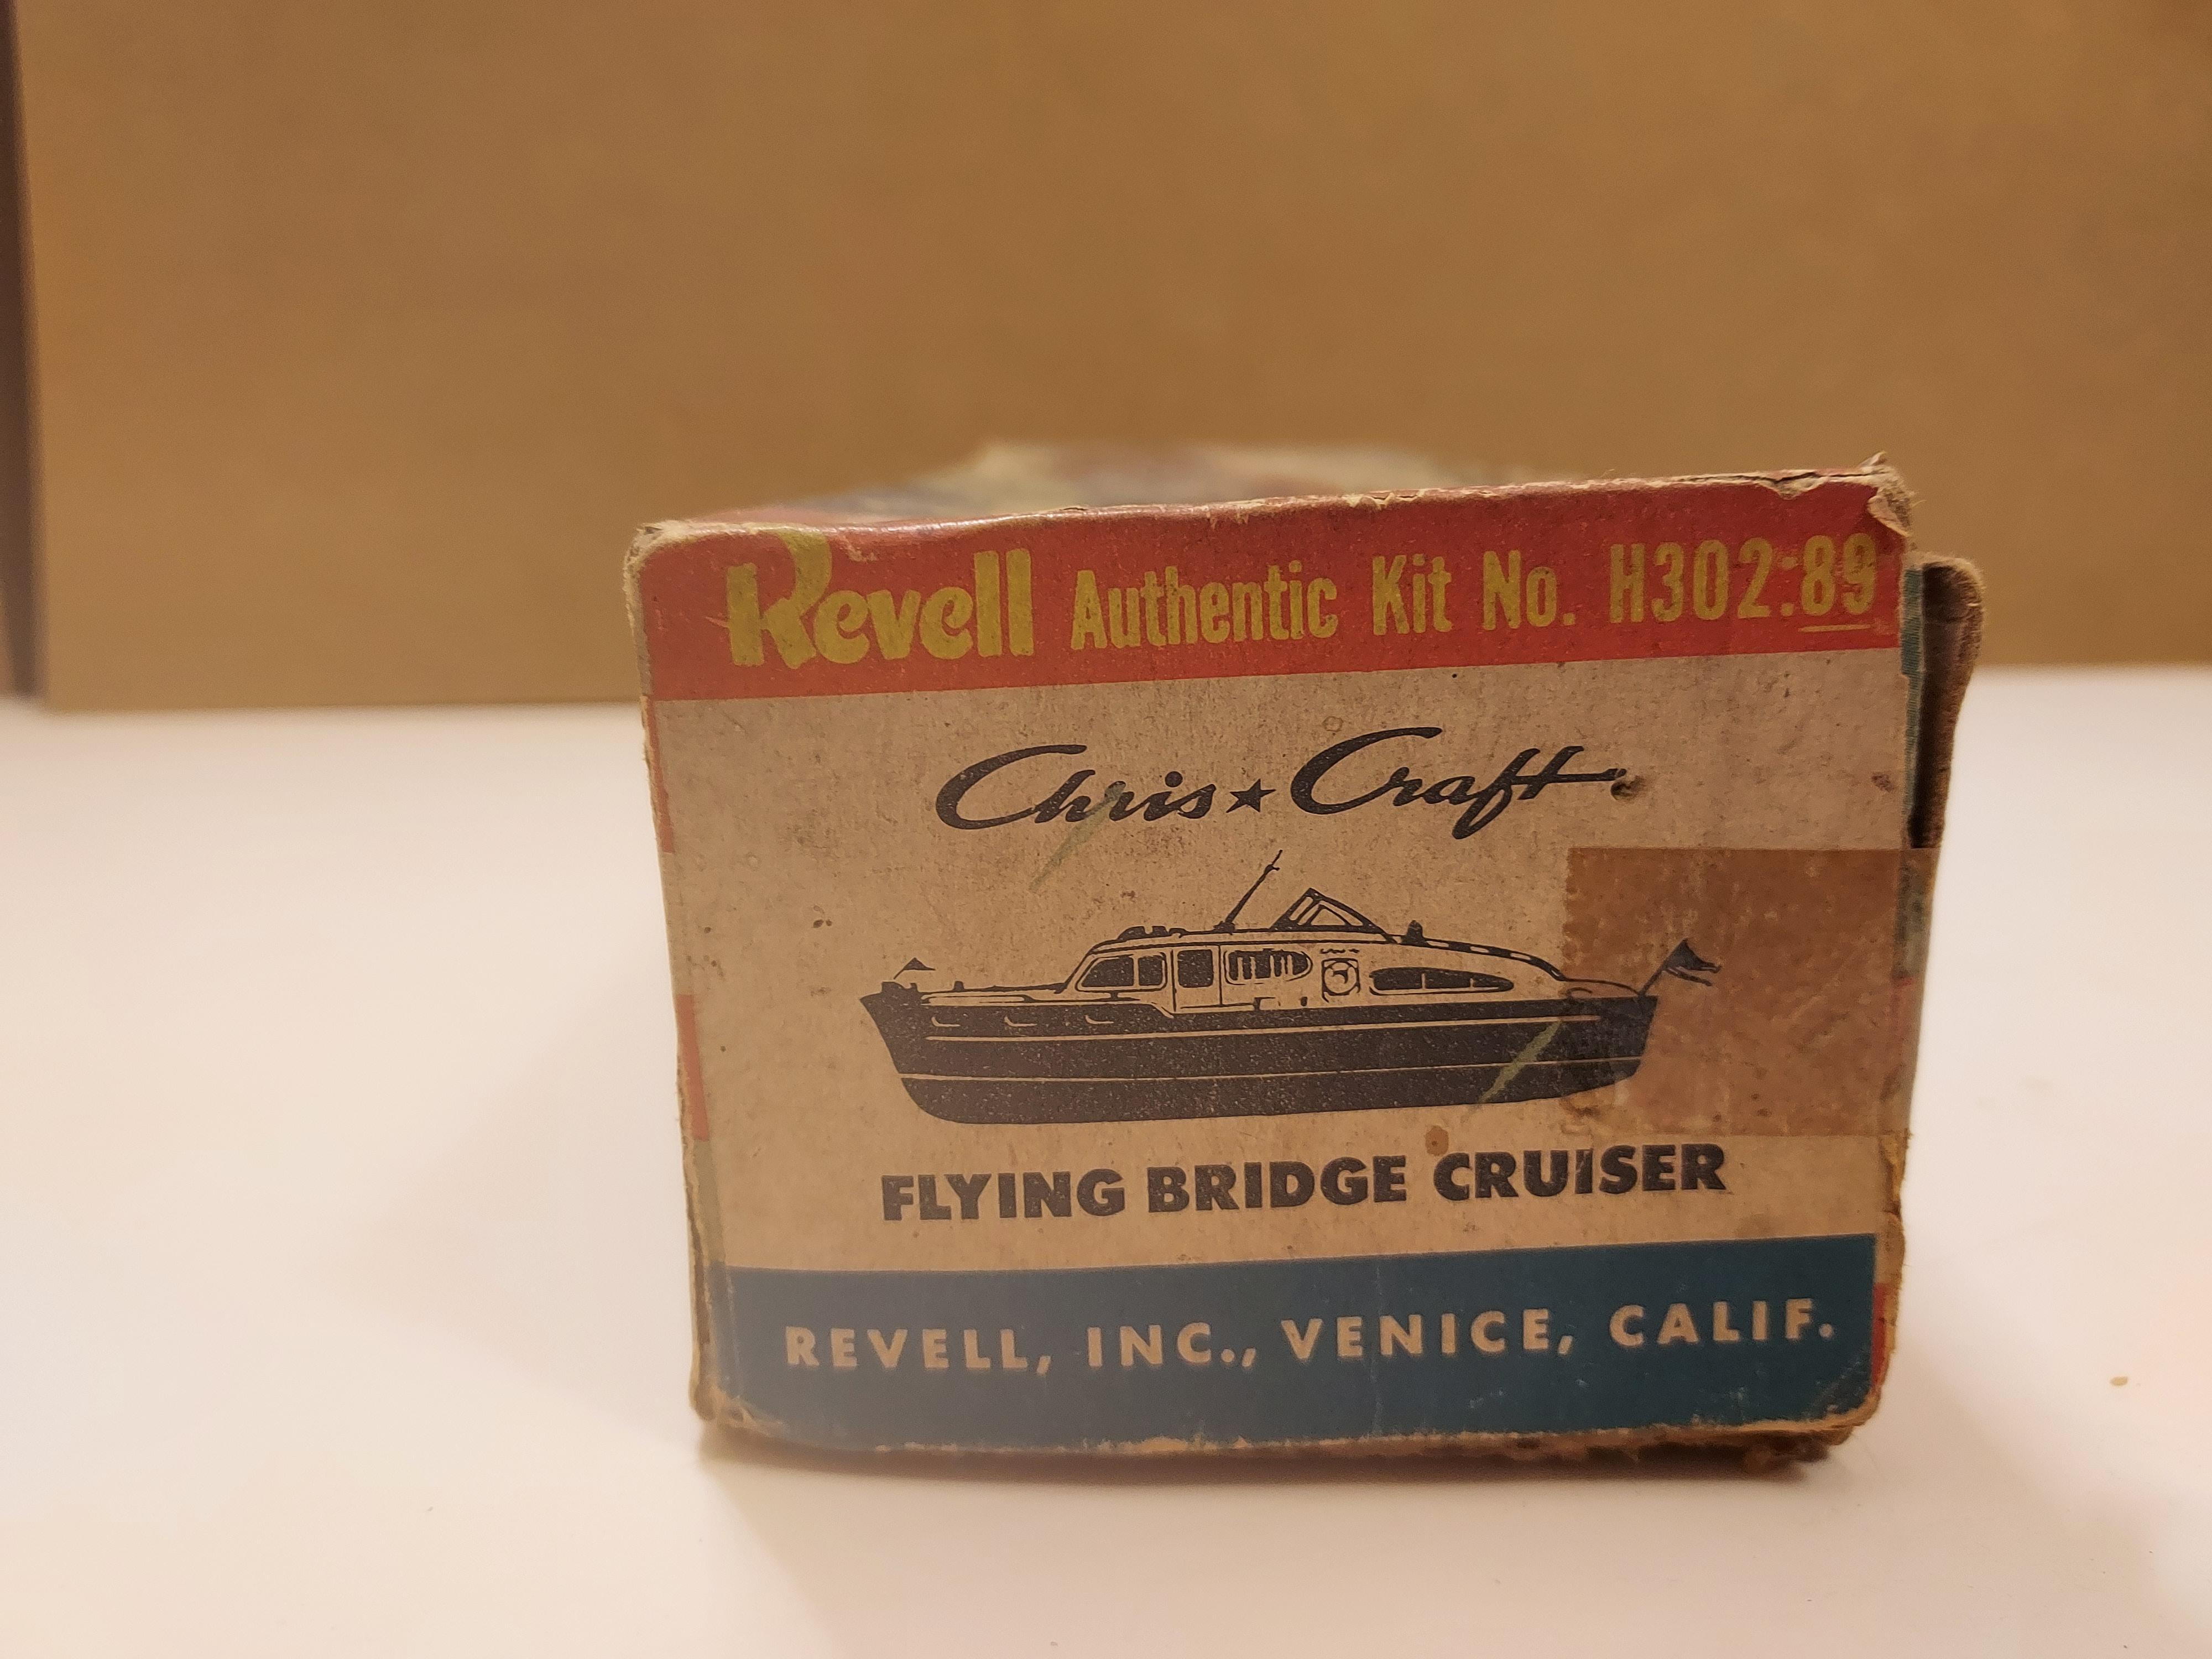 Revell Authentic Kit No. H302:89
Chris★Craft
FLYING BRIDGE CRUISER
REVELL, INC., VENICE, CALIF.